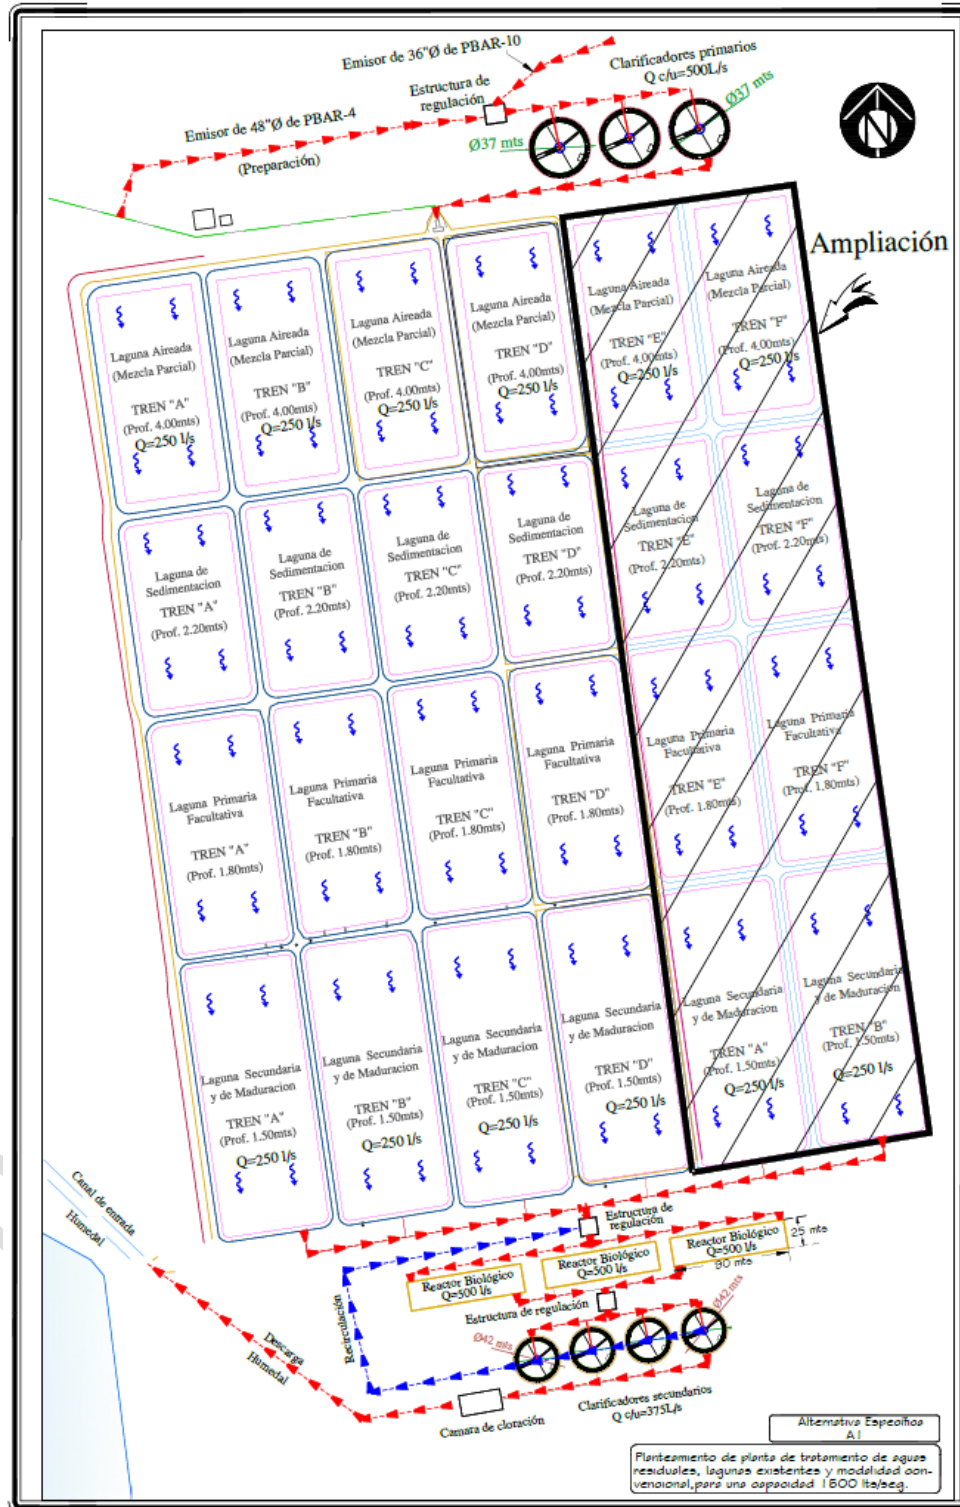 Emisor de 36"Ø de PBAR-10
Estructura de
regulación
Clarificadores primarios
Q c/u=500L/s
Emisor de 48"Ø de PBAR-4
(Preparación)
Ø37 mts
Ø37 mts
N
Ampliación
Laguna Aireada
(Mezcla Parcial)
TREN "A"
(Prof. 4.00mts)
Q=250 l/s
Laguna Aireada
(Mezcla Parcial)
TREN "B"
(Prof. 4.00mts)
Q=250 l/s
Laguna Aireada
(Mezcla Parcial)
TREN "C"
(Prof. 4.00mts)
Q=250 l/s
Laguna Aireada
(Mezcla Parcial)
TREN "D"
(Prof. 4.00mts)
Q=250 l/s
Laguna Aireada
(Mezcla Parcial)
TREN "E"
(Prof. 4.00mts)
Q=250 l/s
Laguna Aireada
(Mezcla Parcial)
TREN "F"
(Prof. 4.00mts)
Q=250 l/s
Laguna de
Sedimentacion
TREN "A"
(Prof. 2.20mts)
Laguna de
Sedimentacion
TREN "B"
(Prof. 2.20mts)
Laguna de
Sedimentacion
TREN "C"
(Prof. 2.20mts)
Laguna de
Sedimentacion
TREN "D"
(Prof. 2.20mts)
Laguna de
Sedimentacion
TREN "E"
(Prof. 2.20mts)
Laguna de
Sedimentacion
TREN "F"
(Prof. 2.20mts)
Laguna Primaria
Facultativa
TREN "A"
(Prof. 1.80mts)
Laguna Primaria
Facultativa
TREN "B"
(Prof. 1.80mts)
Laguna Primaria
Facultativa
TREN "C"
(Prof. 1.80mts)
Laguna Primaria
Facultativa
TREN "D"
(Prof. 1.80mts)
Laguna Primaria
Facultativa
TREN "E"
(Prof. 1.80mts)
Laguna Primaria
Facultativa
TREN "F"
(Prof. 1.80mts)
Laguna Secundaria
y de Maduracion
TREN "A"
(Prof. 1.50mts)
Q=250 l/s
Laguna Secundaria
y de Maduracion
TREN "B"
(Prof. 1.50mts)
Q=250 l/s
Laguna Secundaria
y de Maduracion
TREN "C"
(Prof. 1.50mts)
Q=250 l/s
Laguna Secundaria
y de Maduracion
TREN "D"
(Prof. 1.50mts)
Q=250 l/s
Laguna Secundaria
y de Maduracion
TREN "A"
(Prof. 1.50mts)
Q=250 l/s
Laguna Secundaria
y de Maduracion
TREN "B"
(Prof. 1.50mts)
Q=250 l/s
Canal de entrada
Humedal
Estructura de
regulación
Reactor Biológico
Q=500 l/s
Reactor Biológico
Q=500 l/s
Reactor Biológico
Q=500 l/s
25 mts
90 mts
Estructura de regulación
Recirculación
Ø42 mts
Ø42 mts
Descarga
Humedal
Camara de cloración
Clarificadores secundarios
Q c/u=375L/s
Alternativa Específica
A1
Planteamiento de planta de tratamiento de aguas
residuales, lagunas existentes y modalidad con-
vencional,para una capacidad 1500 lts/seg.